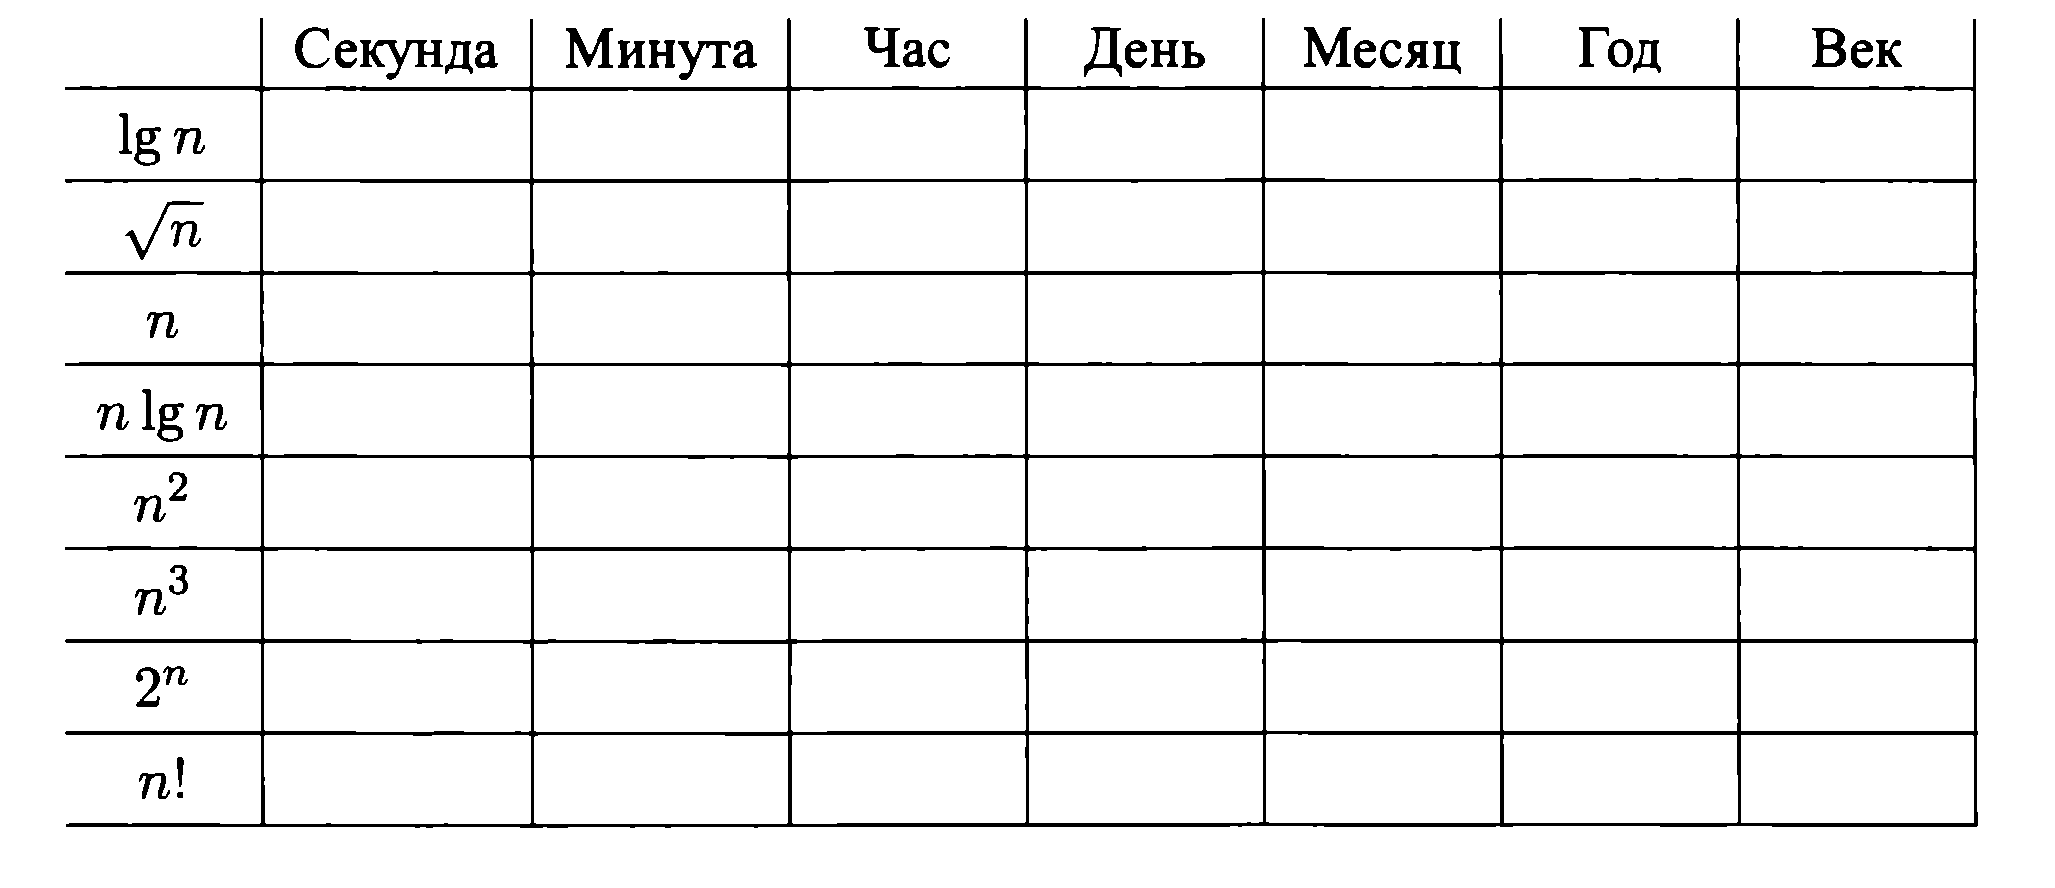 Секунда Минута Час День Месяц Год Век
lg n
√n
n
n lg n
n²
n³
2ⁿ
n!